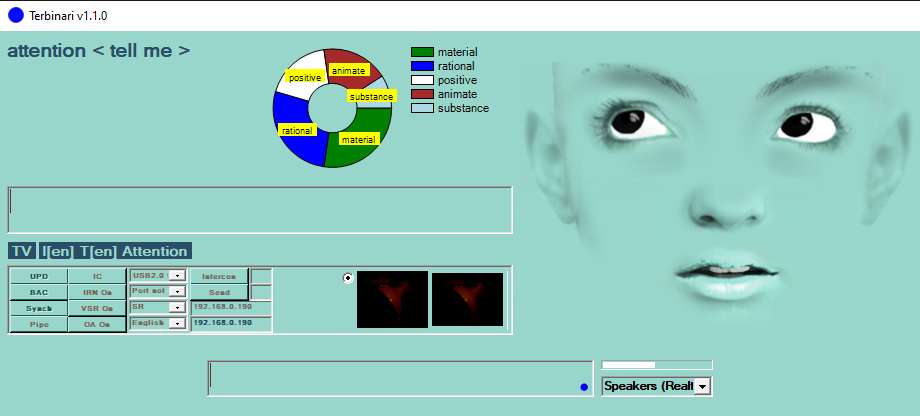 Terbinari v1.1.0
attention < tell me >
positive
animate
substance
rational
material
material
rational
positive
animate
substance
TV I[en] T[en] Attention
UPD IC USB2.0 Intercon
BAC IRM On Port not Send
Synch VSR On SR 192.168.0.190
Pipe OA On English 192.168.0.190
Speakers (Realt